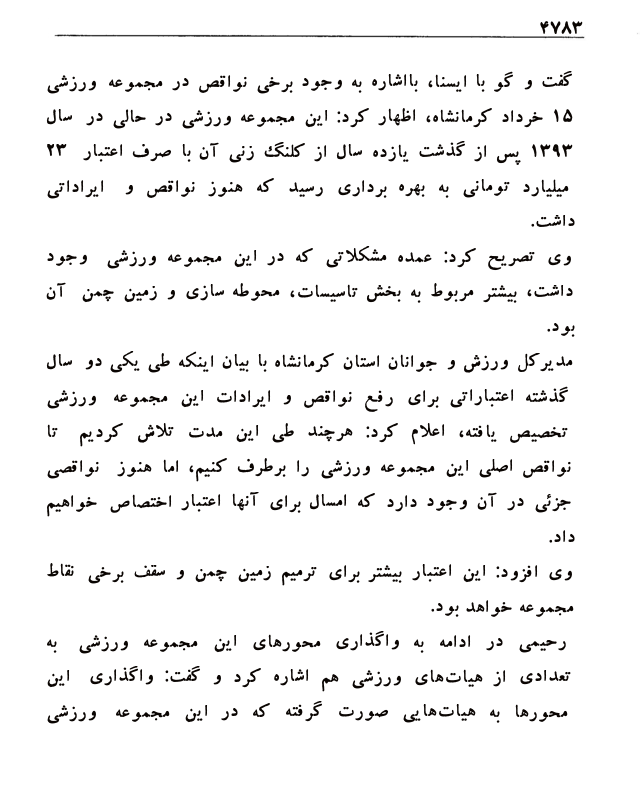 ۴۷۸۳
گفت و گو با ایسنا، بااشاره به وجود برخی نواقص در مجموعه ورزشی
۱۵ خرداد کرمانشاه، اظهار کرد: این مجموعه ورزشی در حالی در سال
۱۳۹۳ پس از گذشت یازده سال از کلنگ زنی آن با صرف اعتبار ۲۳
میلیارد تومانی به بهره برداری رسید که هنوز نواقص و ایراداتی
داشت.
وی تصریح کرد: عمده مشکلاتی که در این مجموعه ورزشی وجود
داشت، بیشتر مربوط به بخش تاسیسات، محوطه سازی و زمین چمن آن
بود.
مدیرکل ورزش و جوانان استان کرمانشاه با بیان اینکه طی یکی دو سال
گذشته اعتباراتی برای رفع نواقص و ایرادات این مجموعه ورزشی
تخصیص یافته، اعلام کرد: هرچند طی این مدت تلاش کردیم تا
نواقص اصلی این مجموعه ورزشی را برطرف کنیم، اما هنوز نواقصی
جزئی در آن وجود دارد که امسال برای آنها اعتبار اختصاص خواهیم
داد.
وی افزود: این اعتبار بیشتر برای ترمیم زمین چمن و سقف برخی نقاط
مجموعه خواهد بود.
رحیمی در ادامه به واگذاری محورهای این مجموعه ورزشی به
تعدادی از هیات‌های ورزشی هم اشاره کرد و گفت: واگذاری این
محورها به هیات‌هایی صورت گرفته که در این مجموعه ورزشی